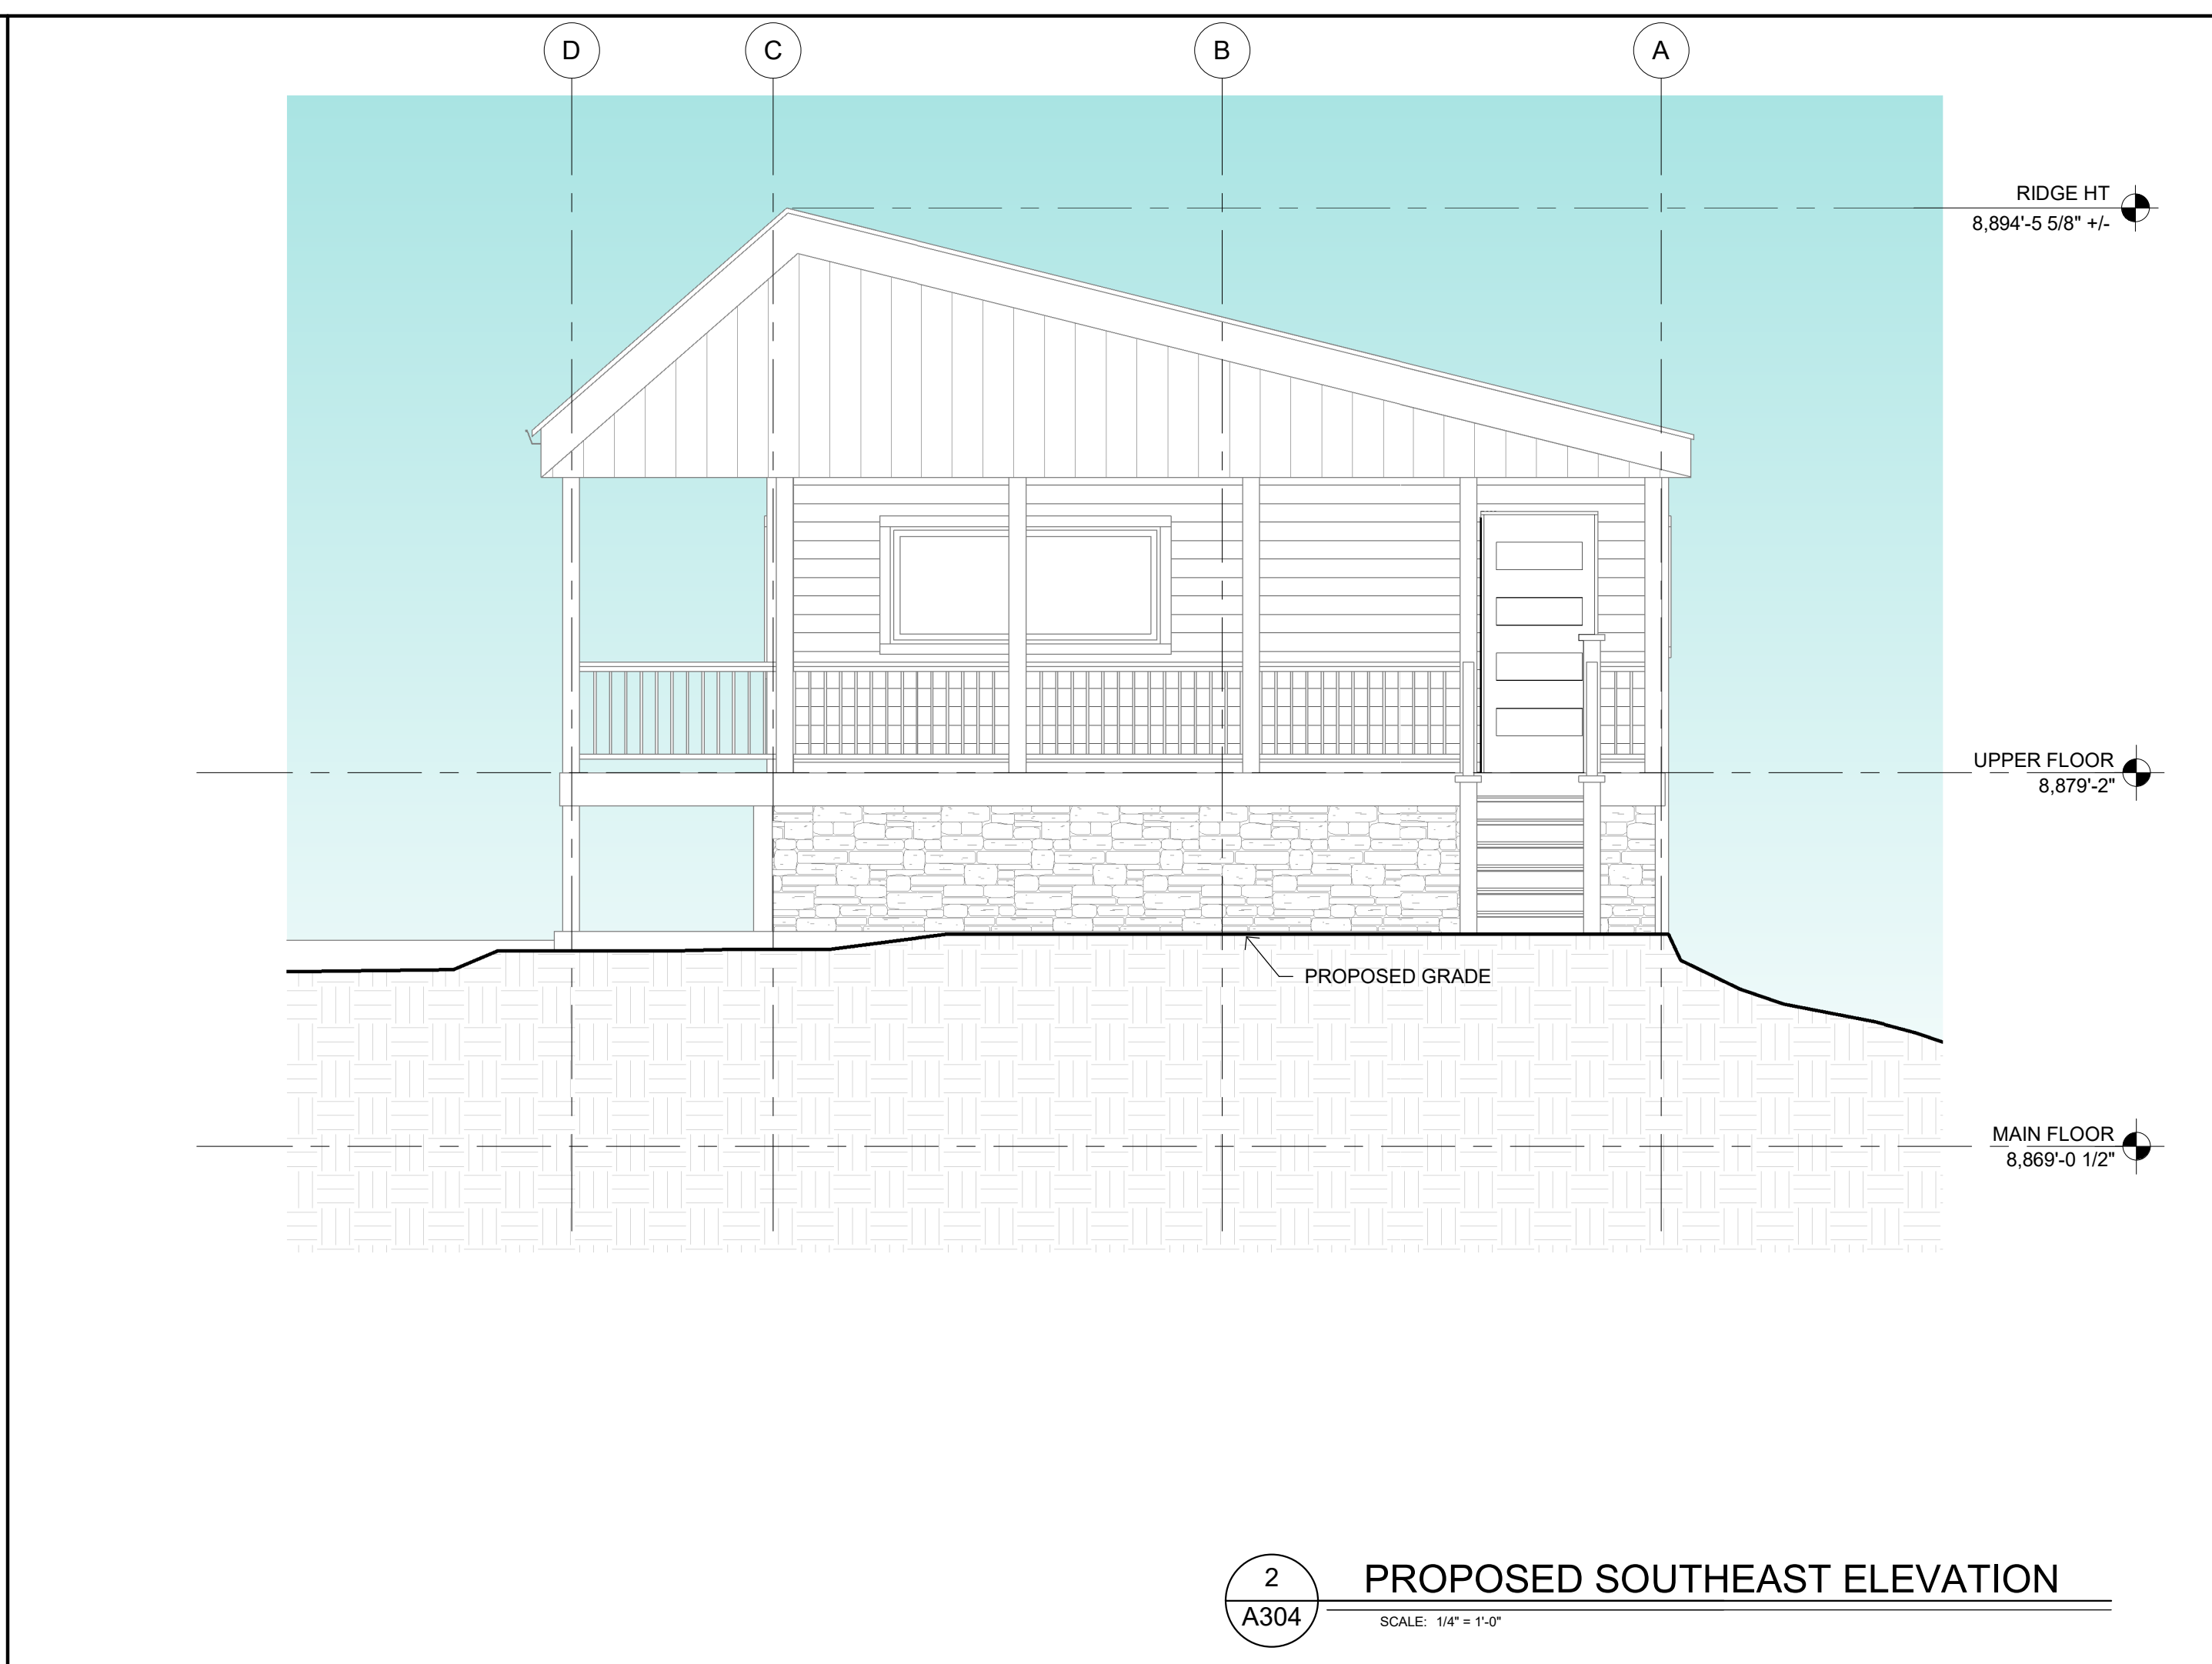 D C B A
RIDGE HT
8,894'-5 5/8" +/-
UPPER FLOOR
8,879'-2"
PROPOSED GRADE
MAIN FLOOR
8,869'-0 1/2"
2
A304
PROPOSED SOUTHEAST ELEVATION
SCALE: 1/4" = 1'-0"